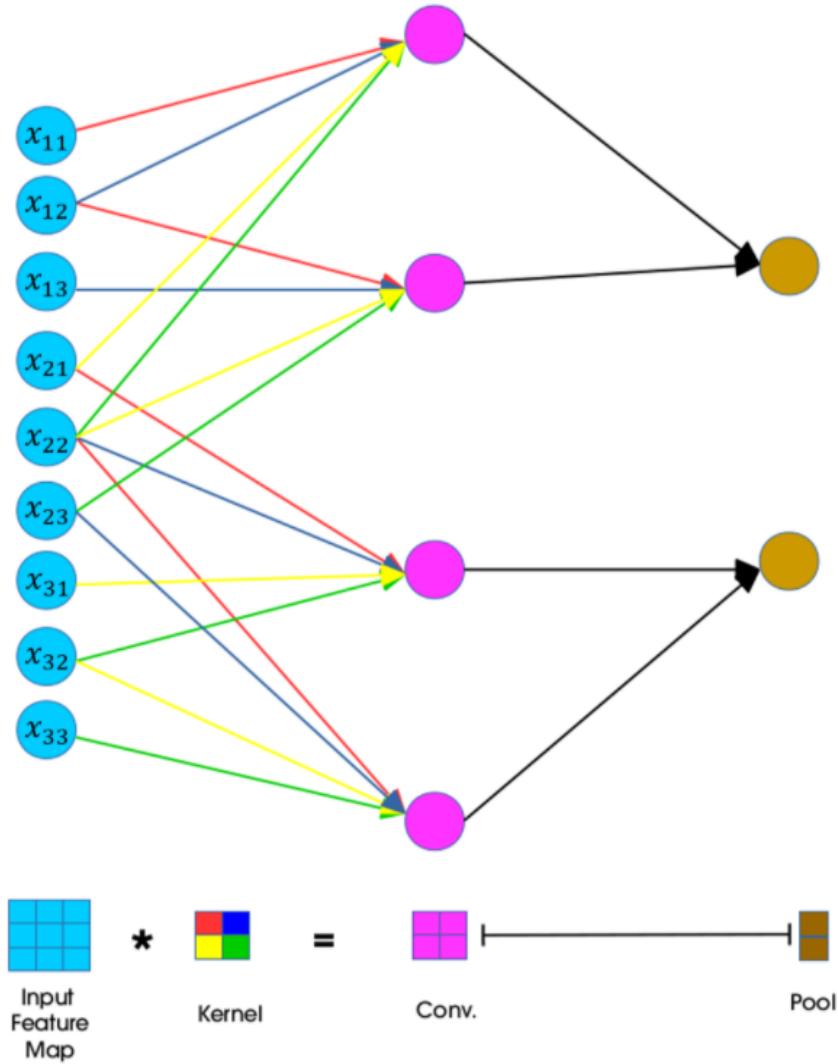 x₁₁
x₁₂
x₁₃
x₂₁
x₂₂
x₂₃
x₃₁
x₃₂
x₃₃
* =
Input
Feature
Map
Kernel
Conv.
Pool